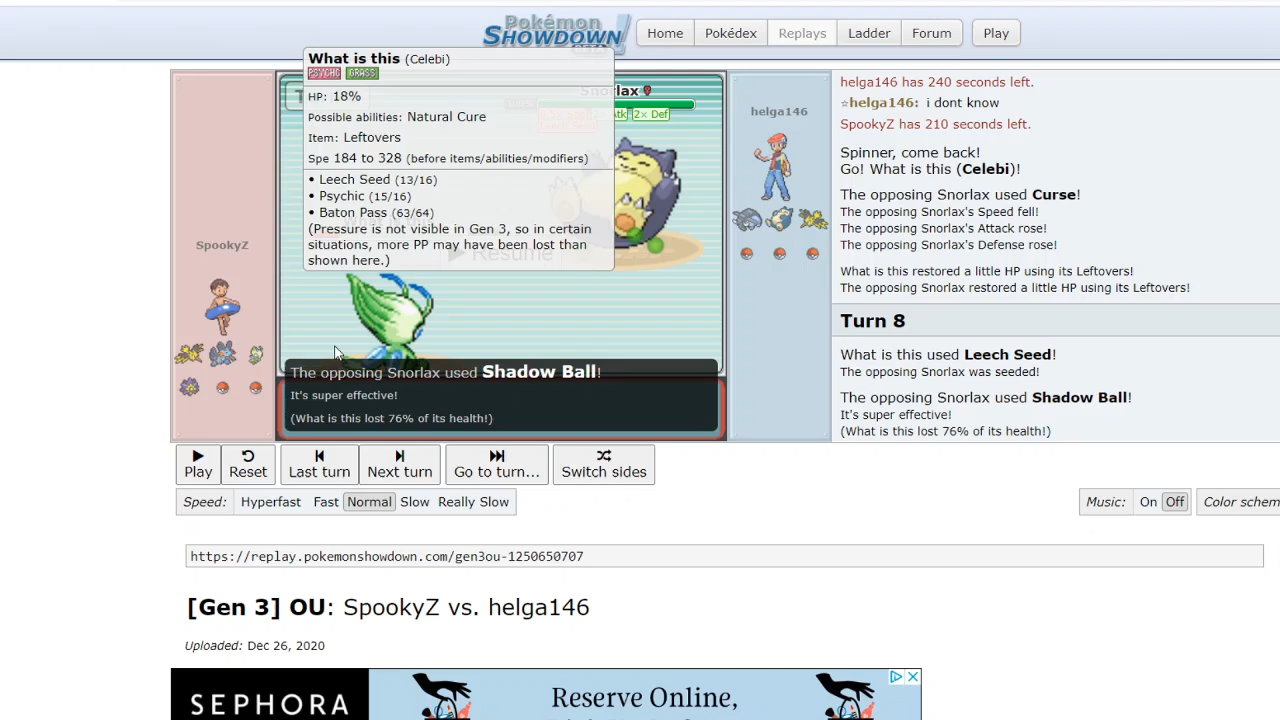 Pokémon
SHOWDOWN!
BETA
Home
Pokédex
Replays
Ladder
Forum
Play
What is this (Celebi)
PSYCHC GRASS
HP: 18%
Possible abilities: Natural Cure
Item: Leftovers
Spe 184 to 328 (before items/abilities/modifiers)
• Leech Seed (13/16)
• Psychic (15/16)
• Baton Pass (63/64)
(Pressure is not visible in Gen 3, so in certain
situations, more PP may have been lost than
shown here.)
Resume
Snorlax
Atk 2× Def
SpookyZ
helga146
The opposing Snorlax used Shadow Ball!
It's super effective!
(What is this lost 76% of its health!)
helga146 has 240 seconds left.
☆helga146: i dont know
SpookyZ has 210 seconds left.
Spinner, come back!
Go! What is this (Celebi)!
The opposing Snorlax used Curse!
The opposing Snorlax's Speed fell!
The opposing Snorlax's Attack rose!
The opposing Snorlax's Defense rose!
What is this restored a little HP using its Leftovers!
The opposing Snorlax restored a little HP using its Leftovers!
Turn 8
What is this used Leech Seed!
The opposing Snorlax was seeded!
The opposing Snorlax used Shadow Ball!
It's super effective!
(What is this lost 76% of its health!)
Play
Reset
Last turn
Next turn
Go to turn...
Switch sides
Speed: Hyperfast Fast Normal Slow Really Slow
Music: On Off
Color schem
https://replay.pokemonshowdown.com/gen3ou-1250650707
[Gen 3] OU: SpookyZ vs. helga146
Uploaded: Dec 26, 2020
SEPHORA
Reserve Online,